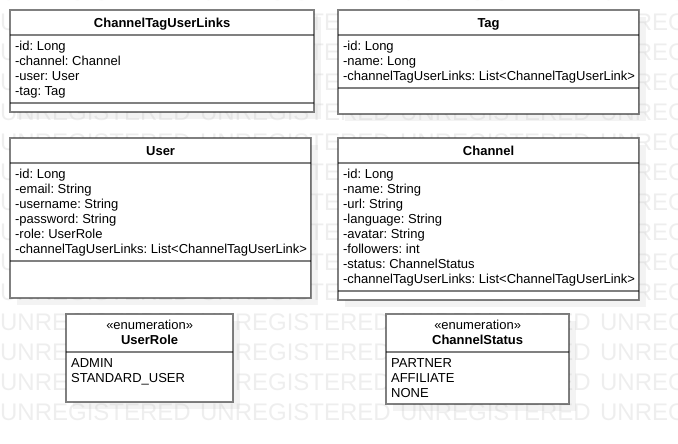 ChannelTagUserLinks
-id: Long
-channel: Channel
-user: User
-tag: Tag
Tag
-id: Long
-name: Long
-channelTagUserLinks: List<ChannelTagUserLink>
User
-id: Long
-email: String
-username: String
-password: String
-role: UserRole
-channelTagUserLinks: List<ChannelTagUserLink>
Channel
-id: Long
-name: String
-url: String
-language: String
-avatar: String
-followers: int
-status: ChannelStatus
-channelTagUserLinks: List<ChannelTagUserLink>
«enumeration»
UserRole
ADMIN
STANDARD_USER
«enumeration»
ChannelStatus
PARTNER
AFFILIATE
NONE
UNREGISTERED UNREGISTERED